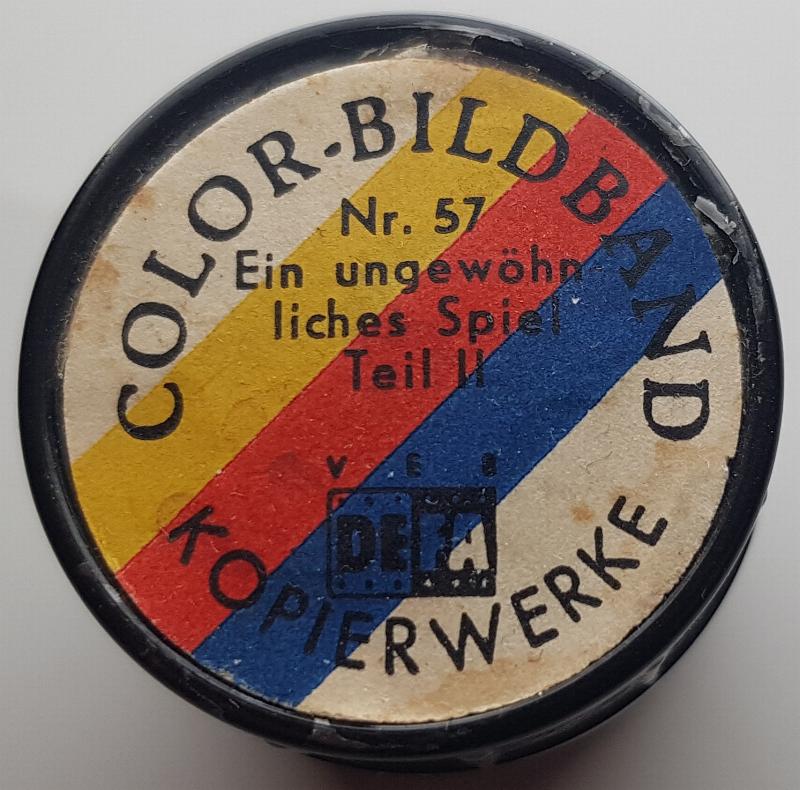 COLOR-BILDBAND
Nr. 57
Ein ungewöhn-
liches Spiel
Teil II
VEB
DEFA
KOPIERWERKE